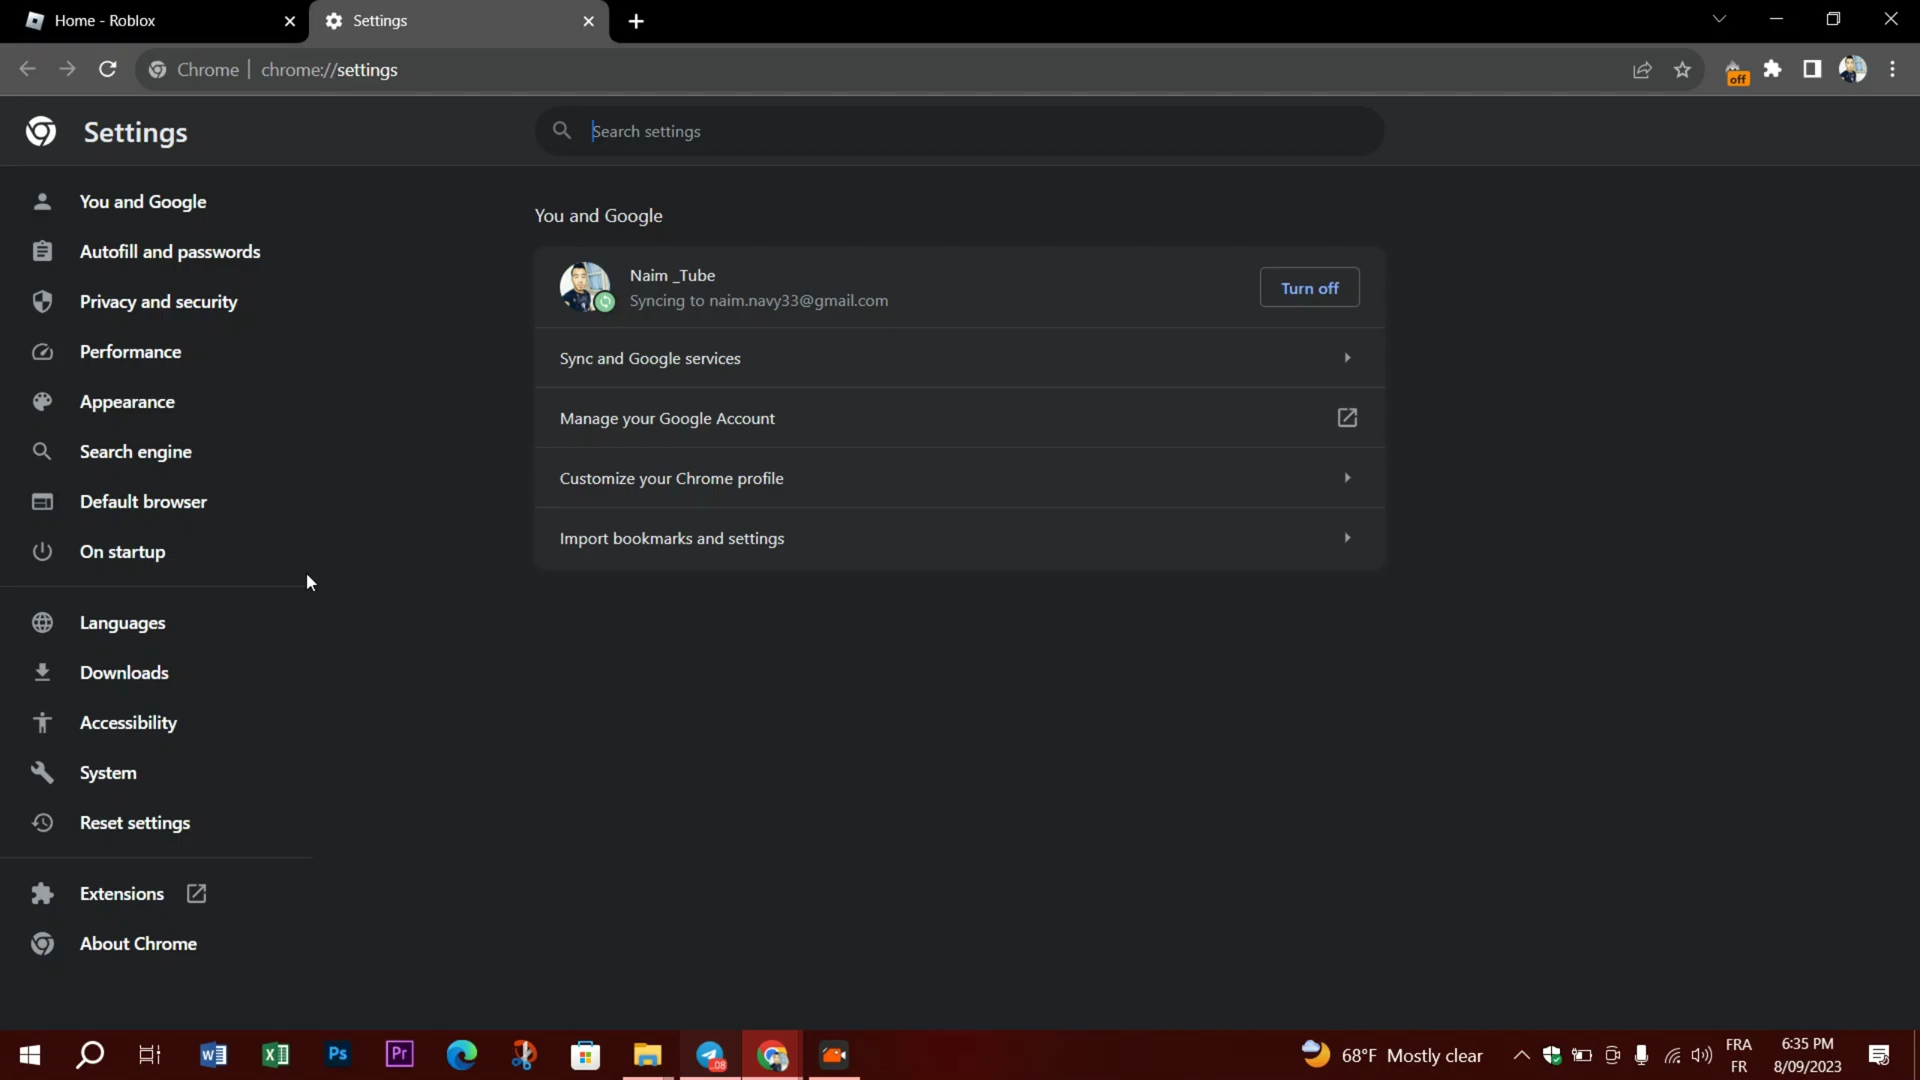 Home - Roblox
Settings
Chrome
chrome://settings
off
Settings
Search settings
You and Google
Autofill and passwords
Privacy and security
Performance
Appearance
Search engine
Default browser
On startup
Languages
Downloads
Accessibility
System
Reset settings
Extensions
About Chrome
You and Google
Naim _Tube
Syncing to naim.navy33@gmail.com
Turn off
Sync and Google services
Manage your Google Account
Customize your Chrome profile
Import bookmarks and settings
Ps
Pr
68°F Mostly clear
FRA
FR
6:35 PM
8/09/2023